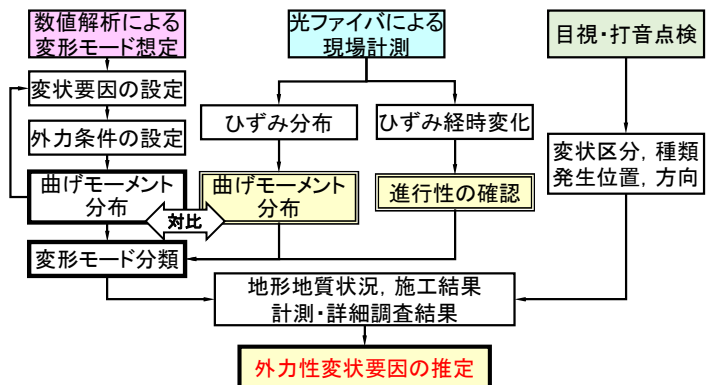 数値解析による
変形モード想定
光ファイバによる
現場計測
目視・打音点検
変状要因の設定
ひずみ分布
ひずみ経時変化
外力条件の設定
変状区分, 種類
発生位置, 方向
曲げモーメント
分布
対比
曲げモーメント
分布
進行性の確認
変形モード分類
地形地質状況, 施工結果
計測・詳細調査結果
外力性変状要因の推定